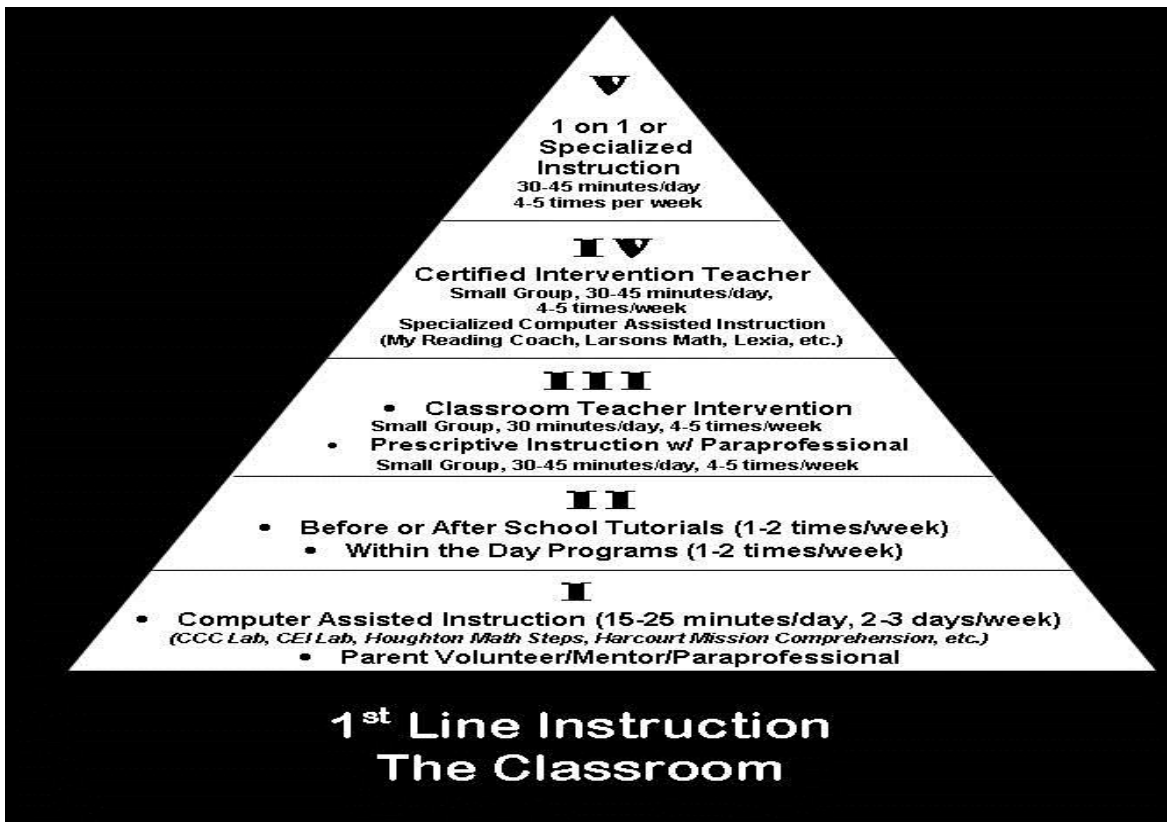 V
1 on 1 or
Specialized
Instruction
30-45 minutes/day
4-5 times per week
IV
Certified Intervention Teacher
Small Group, 30-45 minutes/day,
4-5 times/week
Specialized Computer Assisted Instruction
(My Reading Coach, Larsons Math, Lexia, etc.)
III
• Classroom Teacher Intervention
Small Group, 30 minutes/day, 4-5 times/week
• Prescriptive Instruction w/ Paraprofessional
Small Group, 30-45 minutes/day, 4-5 times/week
II
• Before or After School Tutorials (1-2 times/week)
• Within the Day Programs (1-2 times/week)
I
• Computer Assisted Instruction (15-25 minutes/day, 2-3 days/week)
(CCC Lab, CEI Lab, Houghton Math Steps, Harcourt Mission Comprehension, etc.)
• Parent Volunteer/Mentor/Paraprofessional
1st Line Instruction
The Classroom